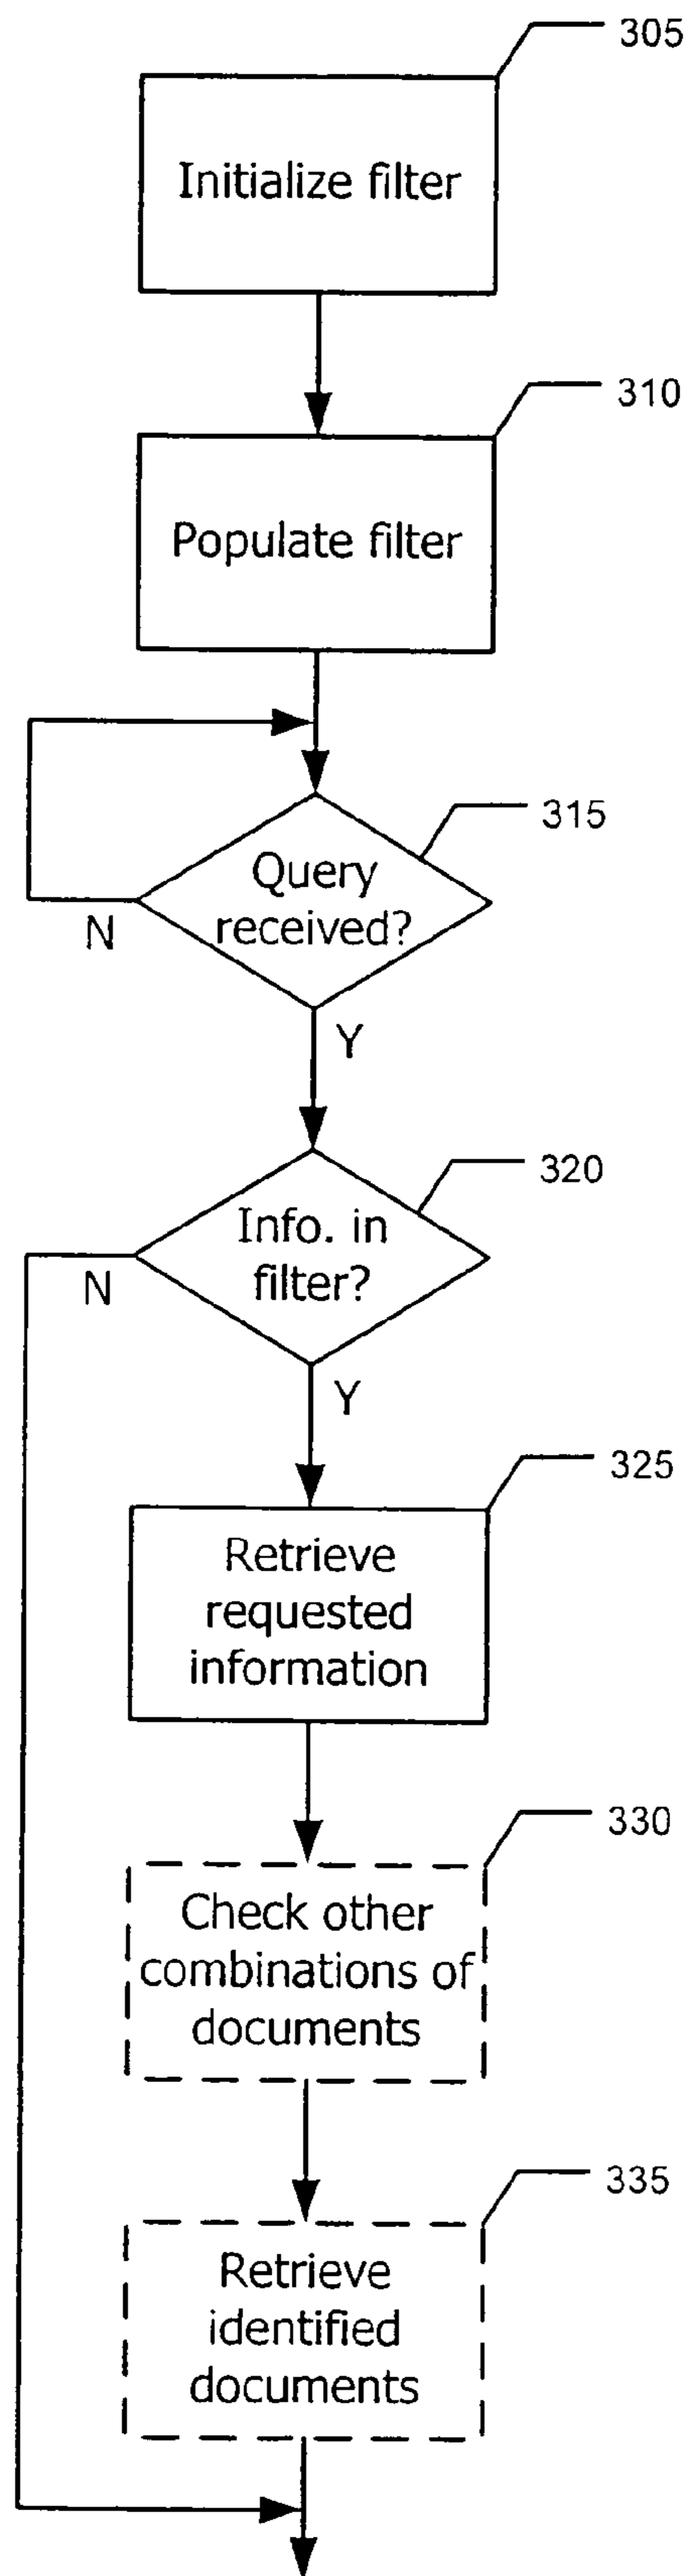 305
Initialize filter
310
Populate filter
315
Query
received?
N
Y
320
Info. in
filter?
N
Y
325
Retrieve
requested
information
330
Check other
combinations of
documents
335
Retrieve
identified
documents